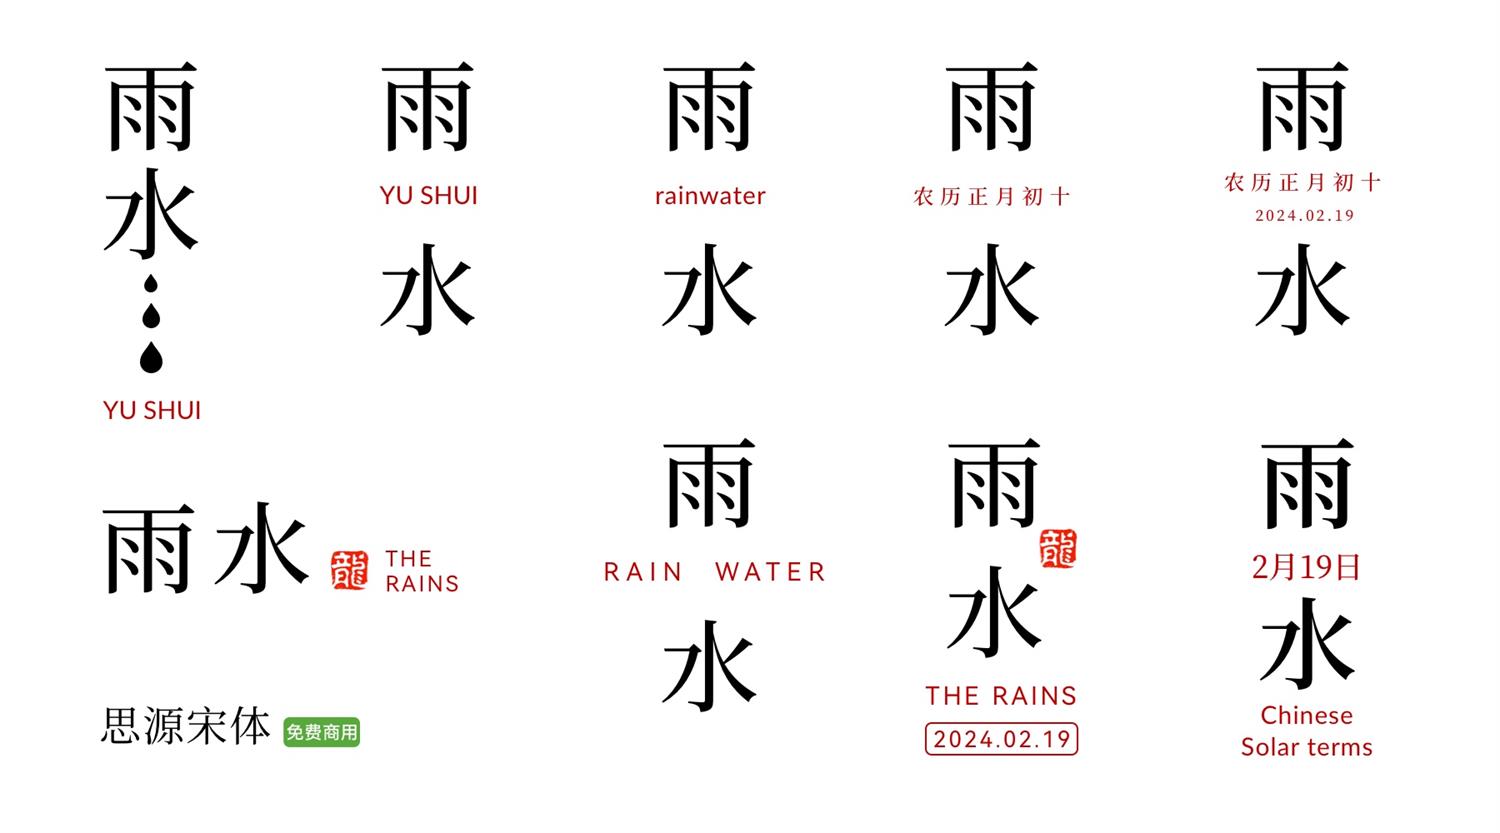 雨
水
YU SHUI
雨
YU SHUI
水
雨
rainwater
水
雨
农历正月初十
水
雨
农历正月初十
2024.02.19
水
雨水
龍
THE
RAINS
雨
RAIN WATER
水
雨
龍
水
THE RAINS
2024.02.19
雨
2月19日
水
Chinese
Solar terms
思源宋体 免费商用